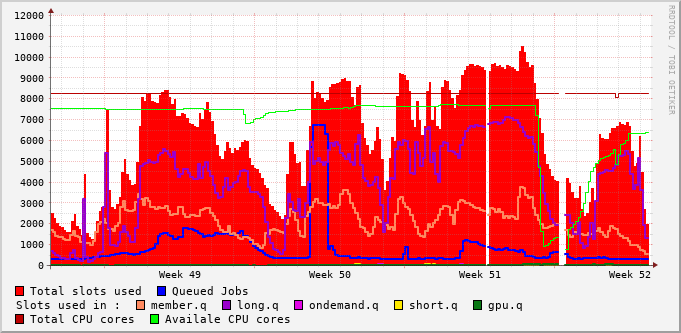 12000
11000
10000
9000
8000
7000
6000
5000
4000
3000
2000
1000
0
Week 49 Week 50 Week 51 Week 52
RRDTOOL / TOBI OETIKER
Total slots used Queued Jobs
Slots used in : member.q long.q ondemand.q short.q gpu.q
Total CPU cores Availale CPU cores